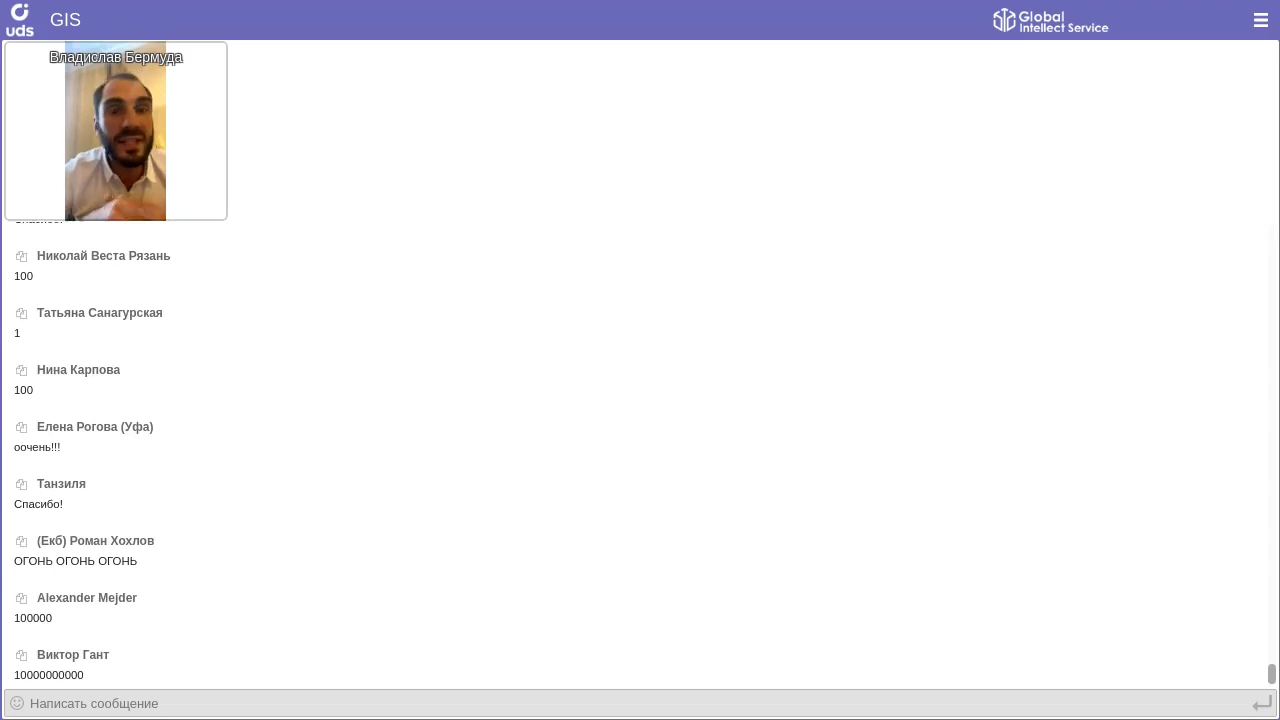 uds
GIS
Global
Intellect Service
Владислав Бермуда
Николай Веста Рязань
100
Татьяна Санагурская
1
Нина Карпова
100
Елена Рогова (Уфа)
оочень!!!
Танзиля
Спасибо!
(Екб) Роман Хохлов
ОГОНЬ ОГОНЬ ОГОНЬ
Alexander Mejder
100000
Виктор Гант
10000000000
Написать сообщение